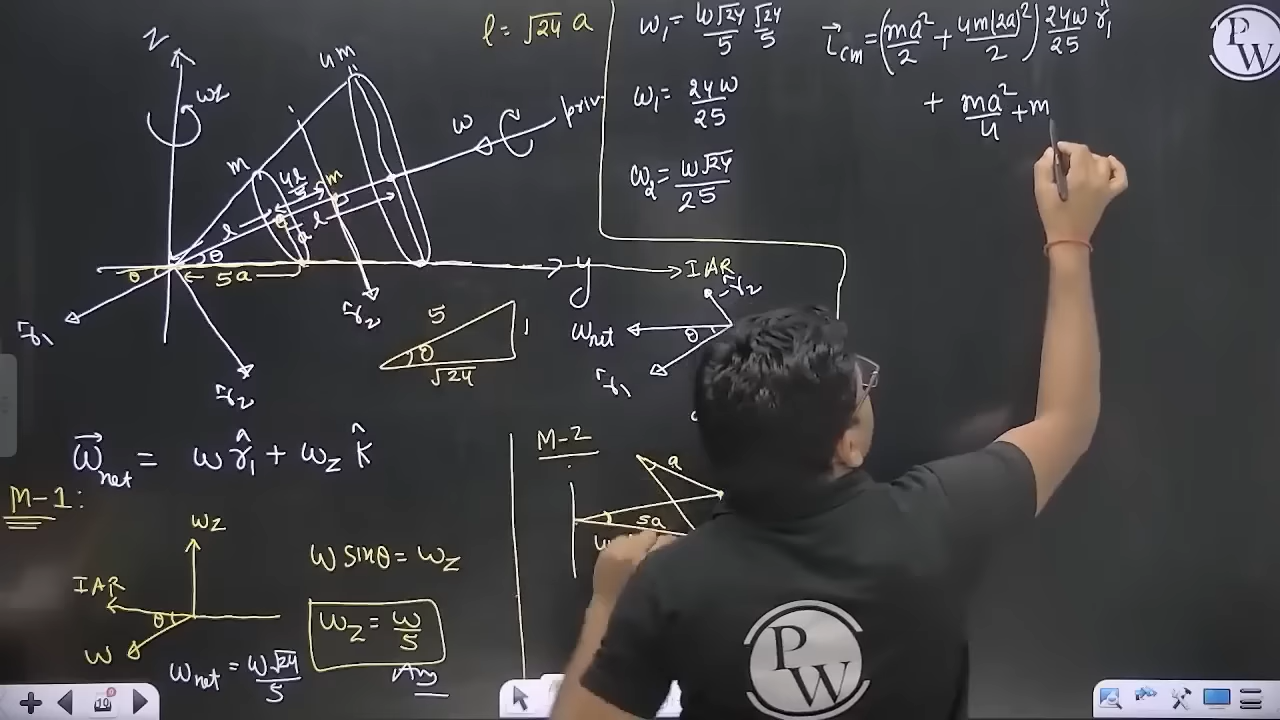 l = √24 a
ω₁ = ω√24/5 √24/5
ω₁ = 24ω/25
ω₂ = ω√24/25
L⃗cm = (ma²/2 + 4m(2a)²/2) 24ω/25 r̂₁
+ ma²/4 + m
Z
ωz
4m
m
4l/5
m
ω
l
a
l
θ
θ
5a
y
IAR
r̂₁
r̂₂
r̂₂
5
1
θ
√24
-r̂₂
ωnet
θ
r̂₁
ω⃗net = ω r̂₁ + ωz k̂
M-1:
ωz
IAR
θ
ω
ω sinθ = ωz
ωz = ω/5
Ans
ωnet = ω√24/5
M-2
a
5a
P
W
P
W